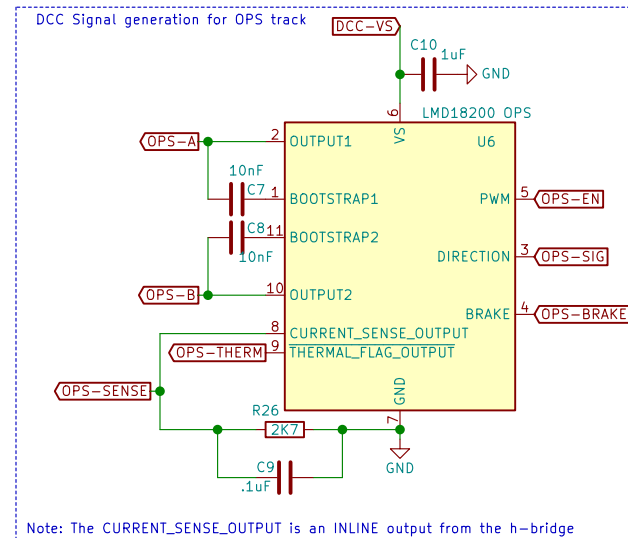 DCC Signal generation for OPS track
DCC-VS
C10
1uF
GND
LMD18200 OPS
6
VS
U6
OPS-A
2
OUTPUT1
10nF
C7
1
BOOTSTRAP1
PWM
5
OPS-EN
C8
11
BOOTSTRAP2
10nF
DIRECTION
3
OPS-SIG
OPS-B
10
OUTPUT2
BRAKE
4
OPS-BRAKE
8
CURRENT_SENSE_OUTPUT
OPS-THERM
9
THERMAL_FLAG_OUTPUT
OPS-SENSE
GND
7
R26
2K7
GND
C9
.1uF
Note: The CURRENT_SENSE_OUTPUT is an INLINE output from the h-bridge